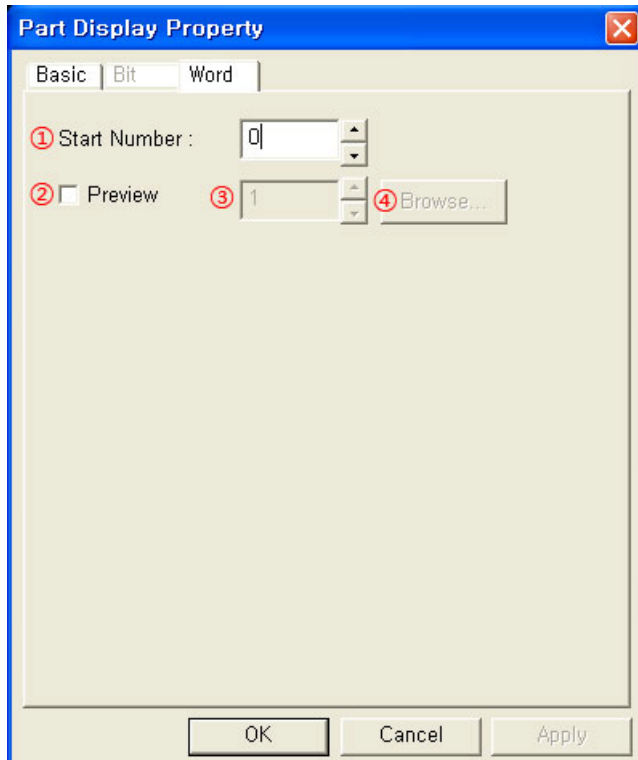 Part Display Property
Basic Bit Word
① Start Number : 0
② Preview ③ 1 ④ Browse...
OK Cancel Apply